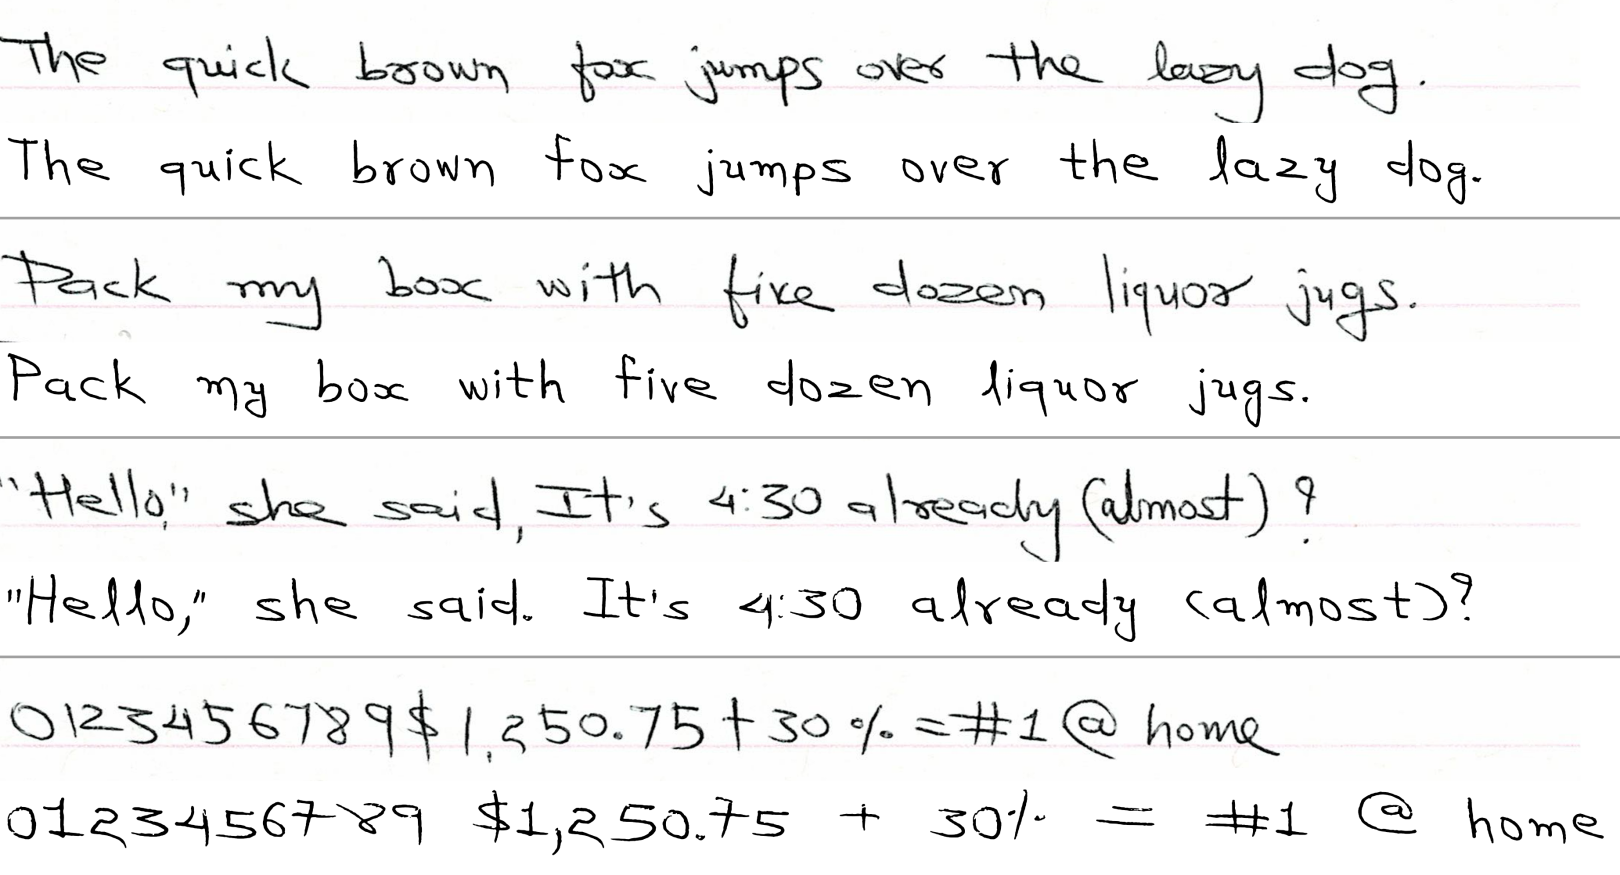 The quick brown fox jumps over the lazy dog.
The quick brown fox jumps over the lazy dog.
Pack my box with five dozen liquor jugs.
Pack my box with five dozen liquor jugs.
"Hello," she said, It's 4:30 already (almost)?
"Hello," she said. It's 4:30 already (almost)?
0123456789 $1,250.75 + 30% = #1 @ home
0123456789 $1,250.75 + 30% = #1 @ home